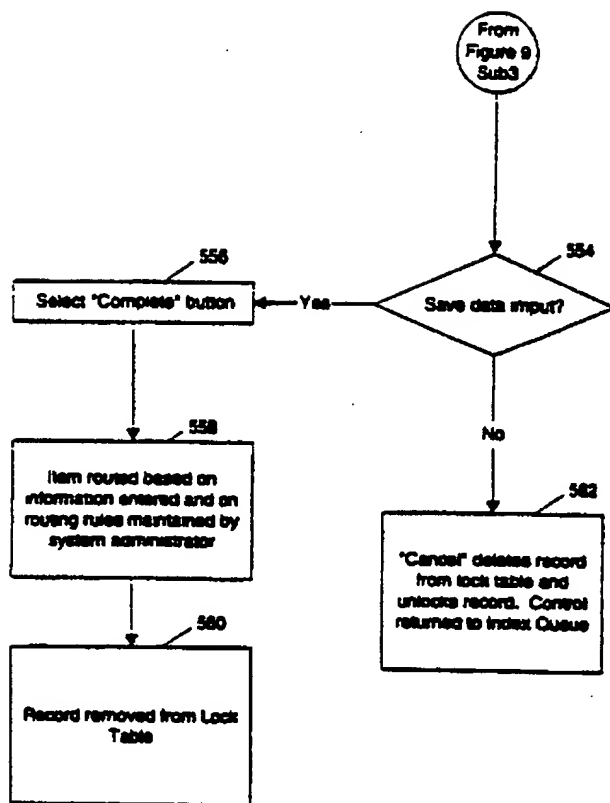 From
Figure 9
Sub3
554
Save data input?
Yes
556
Select "Complete" button
558
Item routed based on
information entered and on
routing rules maintained by
system administrator
560
Record removed from Lock
Table
No
562
"Cancel" deletes record
from lock table and
unlocks record. Control
returned to Index Queue